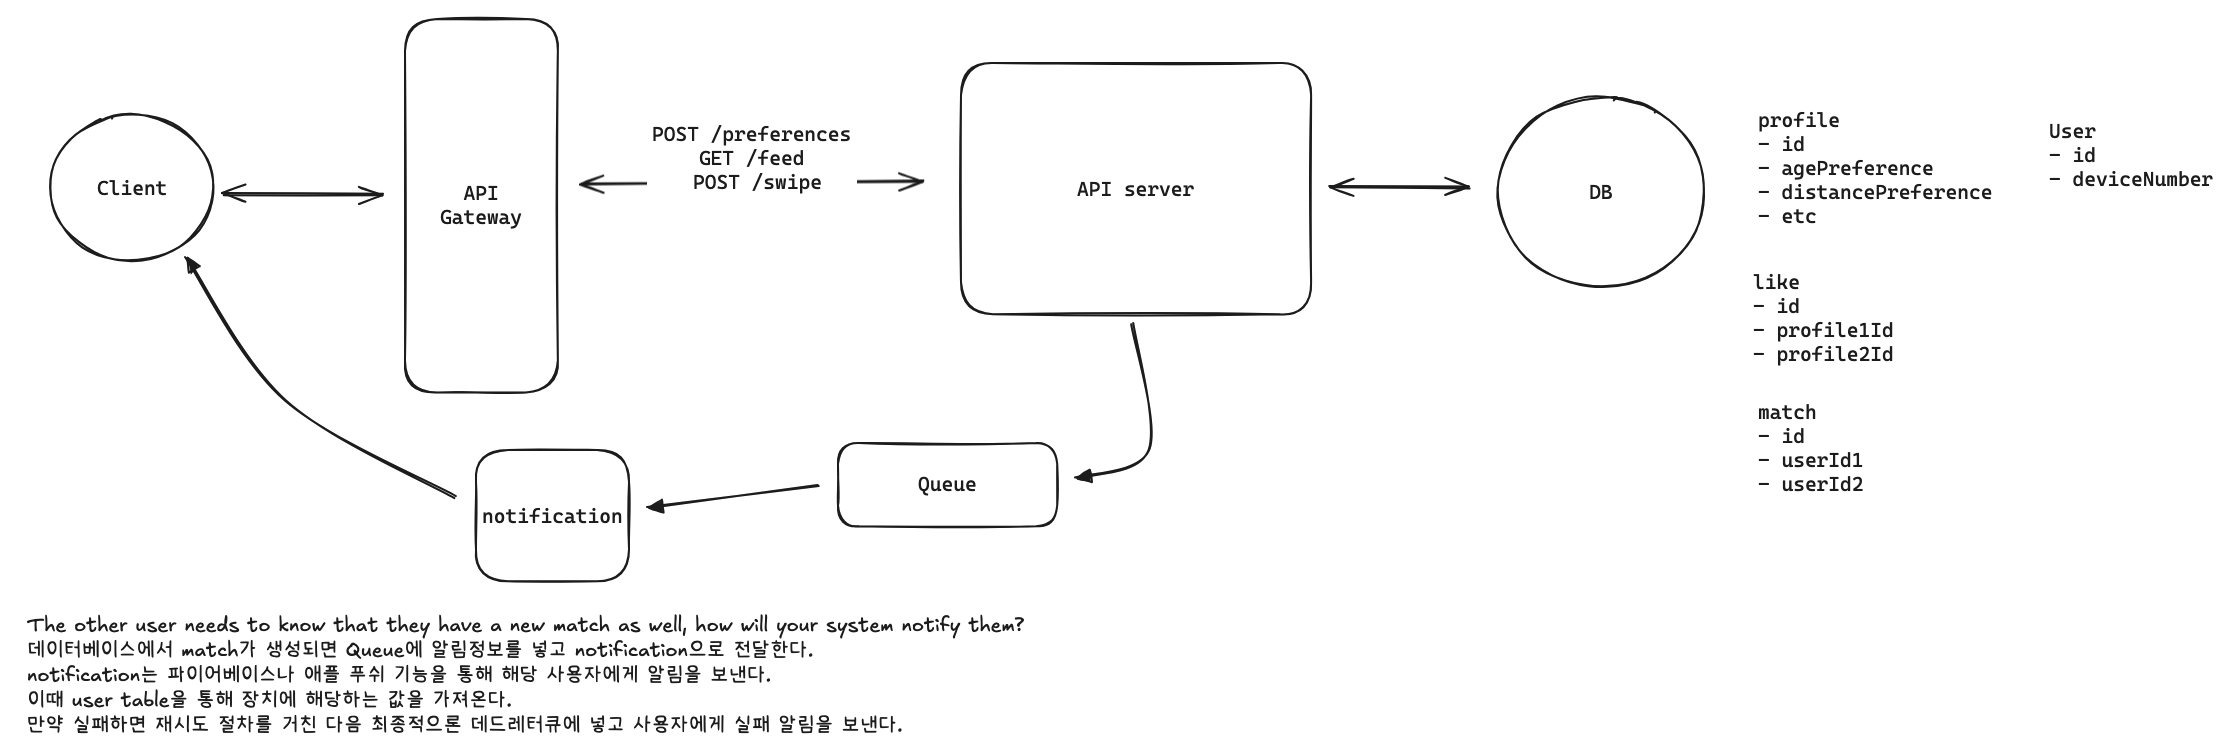 Client
API
Gateway
POST /preferences
GET /feed
POST /swipe
API server
DB
profile
- id
- agePreference
- distancePreference
- etc
User
- id
- deviceNumber
like
- id
- profile1Id
- profile2Id
match
- id
- userId1
- userId2
Queue
notification
The other user needs to know that they have a new match as well, how will your system notify them?
데이터베이스에서 match가 생성되면 Queue에 알림정보를 넣고 notification으로 전달한다.
notification는 파이어베이스나 애플 푸쉬 기능을 통해 해당 사용자에게 알림을 보낸다.
이때 user table을 통해 장치에 해당하는 값을 가져온다.
만약 실패하면 재시도 절차를 거친 다음 최종적으론 데드레터큐에 넣고 사용자에게 실패 알림을 보낸다.